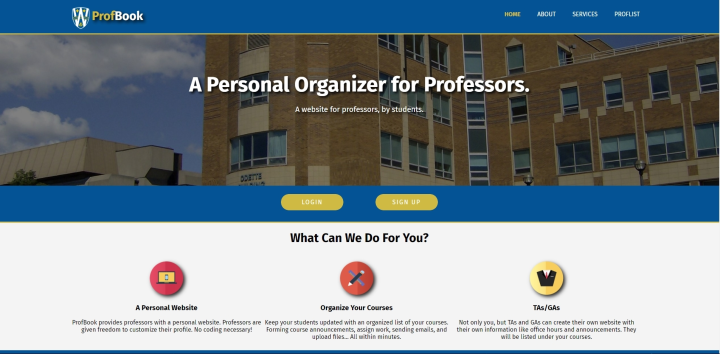 ProfBook
HOME ABOUT SERVICES PROFLIST
A Personal Organizer for Professors.
A website for professors, by students.
ODETTE
LOGIN SIGN UP
What Can We Do For You?
A Personal Website
ProfBook provides professors with a personal website. Professors are
given freedom to customize their profile. No coding necessary!
Organize Your Courses
Keep your students updated with an organized list of your courses.
Forming course announcements, assign work, sending emails, and
upload files... All within minutes.
TAs/GAs
Not only you, but TAs and GAs can create their own website with
their own information like office hours and announcements. They
will be listed under your courses.